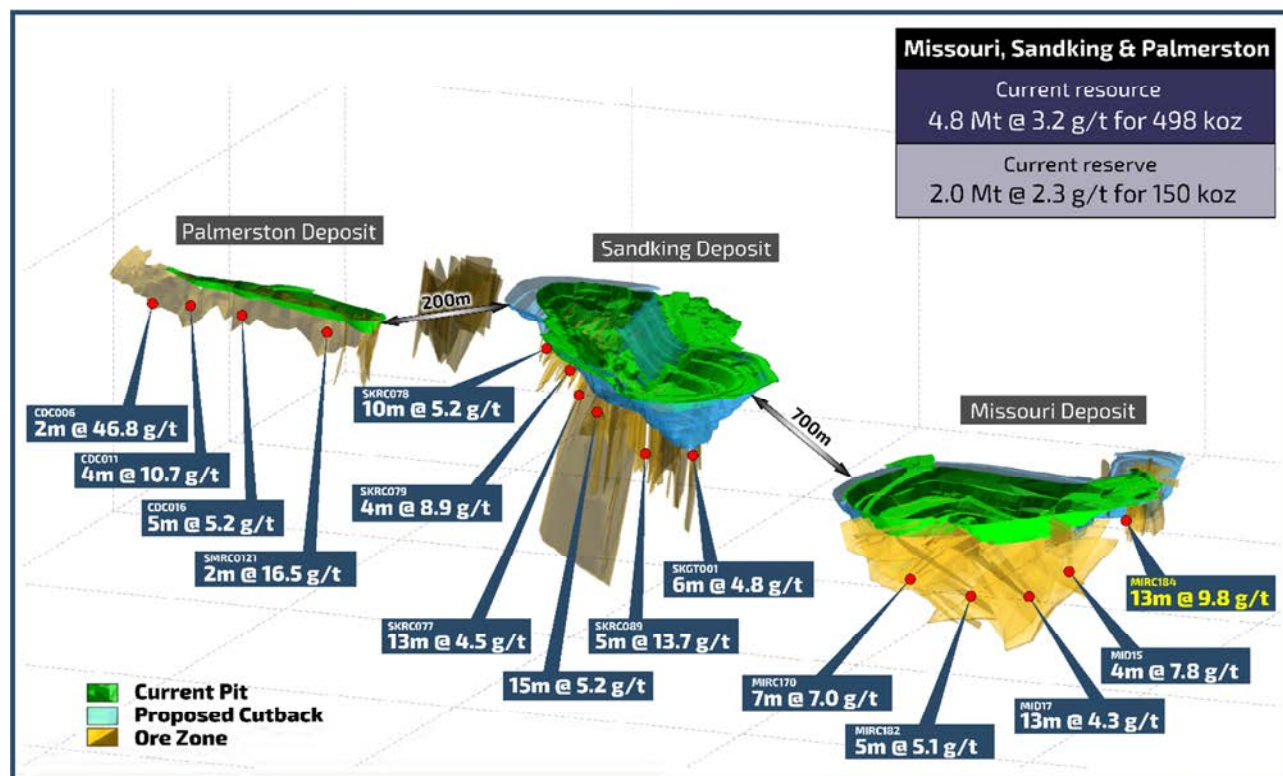 Missouri, Sandking & Palmerston
Current resource
4.8 Mt @ 3.2 g/t for 498 koz
Current reserve
2.0 Mt @ 2.3 g/t for 150 koz
Palmerston Deposit
Sandking Deposit
200m
700m
Missouri Deposit
CDC006
2m @ 46.8 g/t
CDC011
4m @ 10.7 g/t
CDC016
5m @ 5.2 g/t
SMRC0121
2m @ 16.5 g/t
SKRC078
10m @ 5.2 g/t
SKRC079
4m @ 8.9 g/t
SKRC077
13m @ 4.5 g/t
15m @ 5.2 g/t
SKRC089
5m @ 13.7 g/t
SKGT001
6m @ 4.8 g/t
MIRC170
7m @ 7.0 g/t
MIRC182
5m @ 5.1 g/t
MID17
13m @ 4.3 g/t
MID15
4m @ 7.8 g/t
MIRC184
13m @ 9.8 g/t
Current Pit
Proposed Cutback
Ore Zone